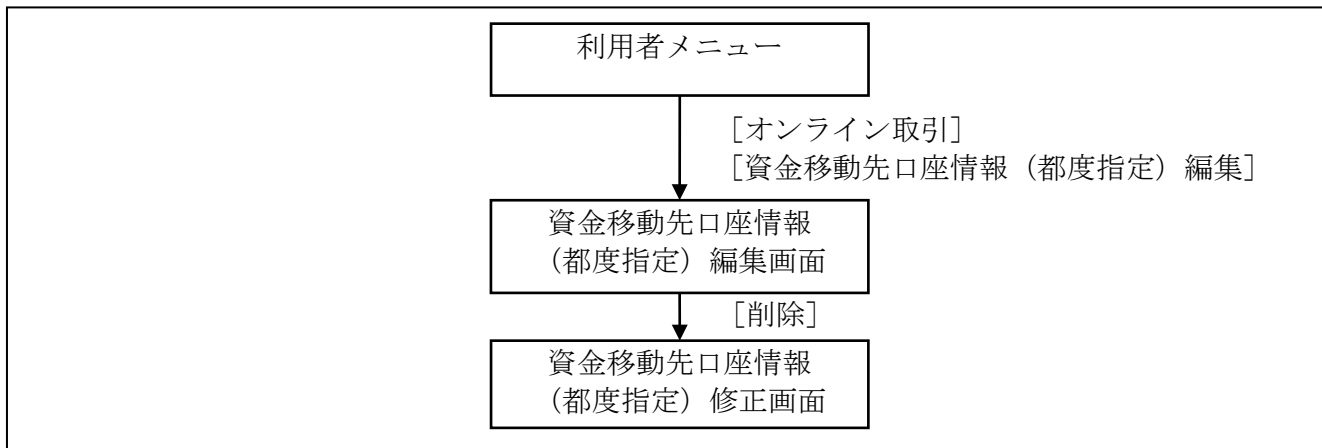 利用者メニュー
［オンライン取引］
［資金移動先口座情報（都度指定）編集］
資金移動先口座情報
（都度指定）編集画面
［削除］
資金移動先口座情報
（都度指定）修正画面